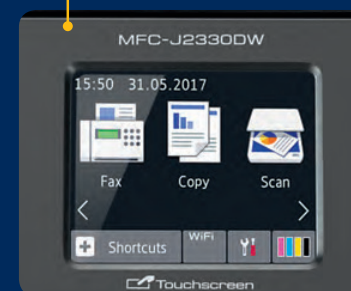 MFC-J2330DW
15:50 31.05.2017
Fax Copy Scan
Shortcuts WiFi
Touchscreen